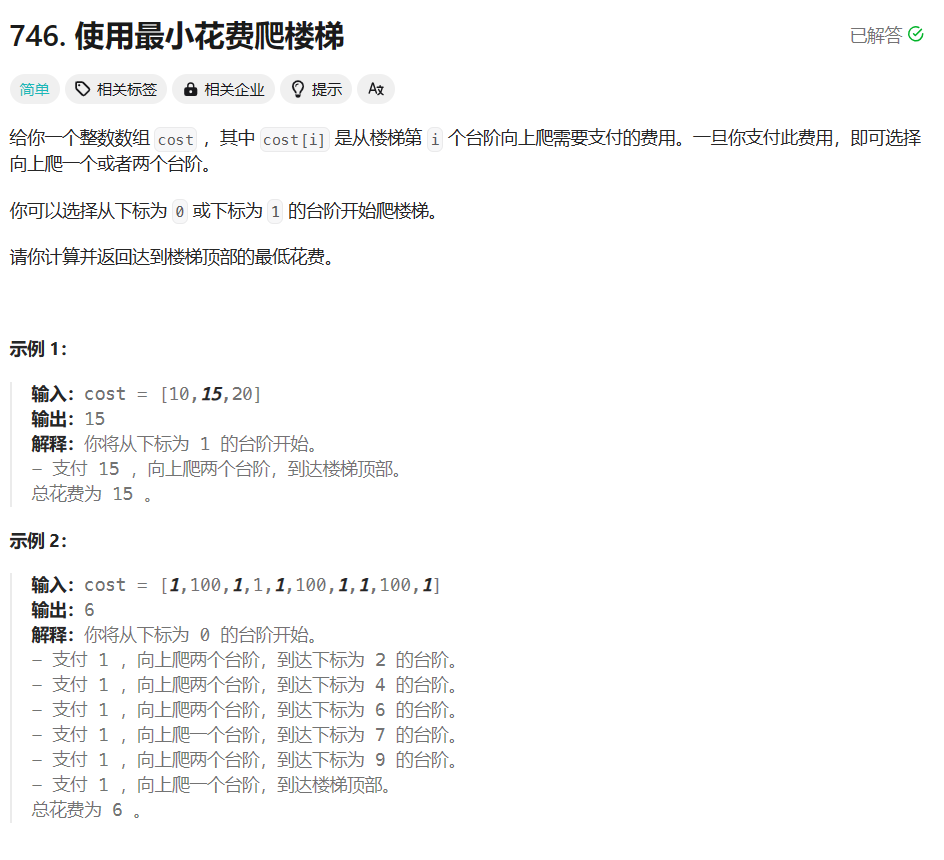 746. 使用最小花费爬楼梯
已解答
简单 相关标签 相关企业 提示 Aあ
给你一个整数数组 cost ，其中 cost[i] 是从楼梯第 i 个台阶向上爬需要支付的费用。一旦你支付此费用，即可选择
向上爬一个或者两个台阶。
你可以选择从下标为 0 或下标为 1 的台阶开始爬楼梯。
请你计算并返回达到楼梯顶部的最低花费。
示例 1：
输入：cost = [10,15,20]
输出：15
解释：你将从下标为 1 的台阶开始。
- 支付 15 ，向上爬两个台阶，到达楼梯顶部。
总花费为 15 。
示例 2：
输入：cost = [1,100,1,1,1,100,1,1,100,1]
输出：6
解释：你将从下标为 0 的台阶开始。
- 支付 1 ，向上爬两个台阶，到达下标为 2 的台阶。
- 支付 1 ，向上爬两个台阶，到达下标为 4 的台阶。
- 支付 1 ，向上爬两个台阶，到达下标为 6 的台阶。
- 支付 1 ，向上爬一个台阶，到达下标为 7 的台阶。
- 支付 1 ，向上爬两个台阶，到达下标为 9 的台阶。
- 支付 1 ，向上爬一个台阶，到达楼梯顶部。
总花费为 6 。